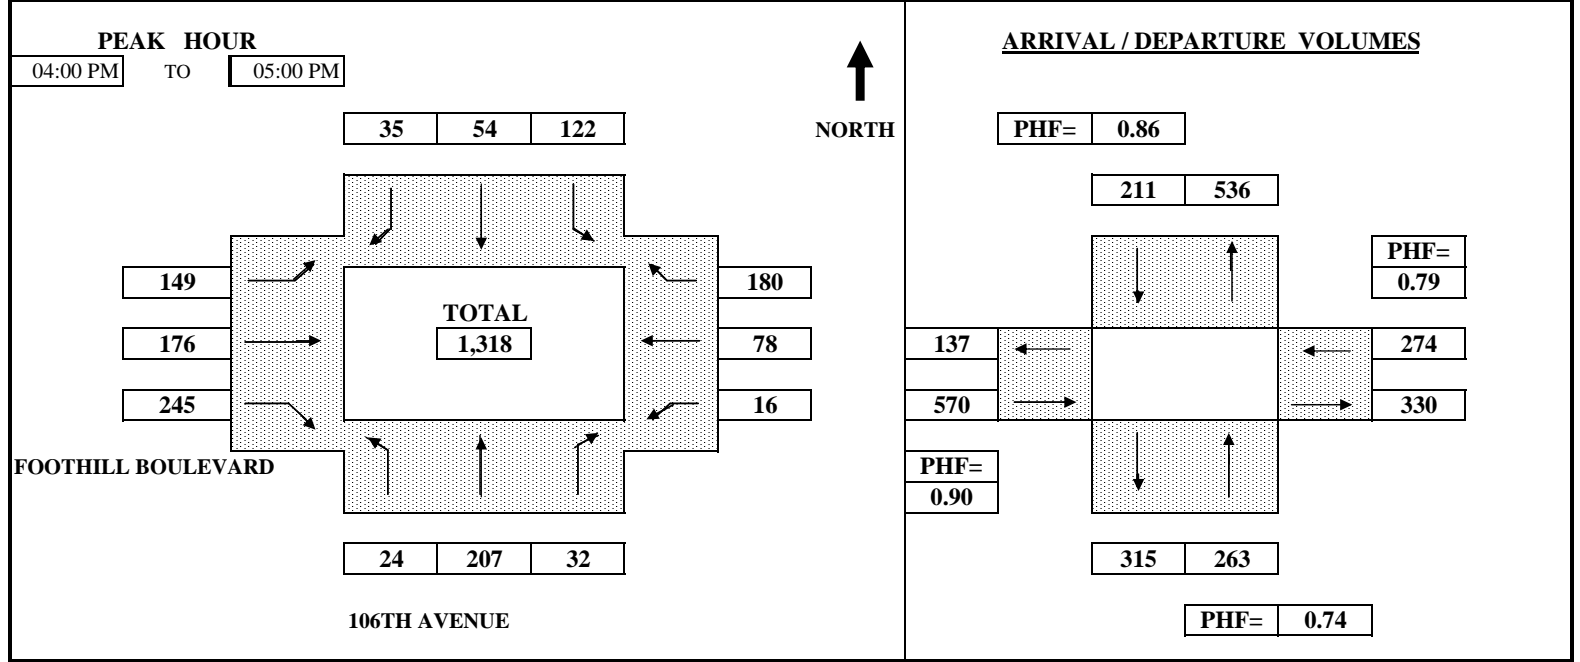 PEAK HOUR
04:00 PM TO 05:00 PM
35 54 122
NORTH
149
176
245
TOTAL
1,318
180
78
16
FOOTHILL BOULEVARD
24 207 32
106TH AVENUE
ARRIVAL / DEPARTURE VOLUMES
PHF= 0.86
211 536
PHF=
0.79
137
570
274
330
PHF=
0.90
315 263
PHF= 0.74